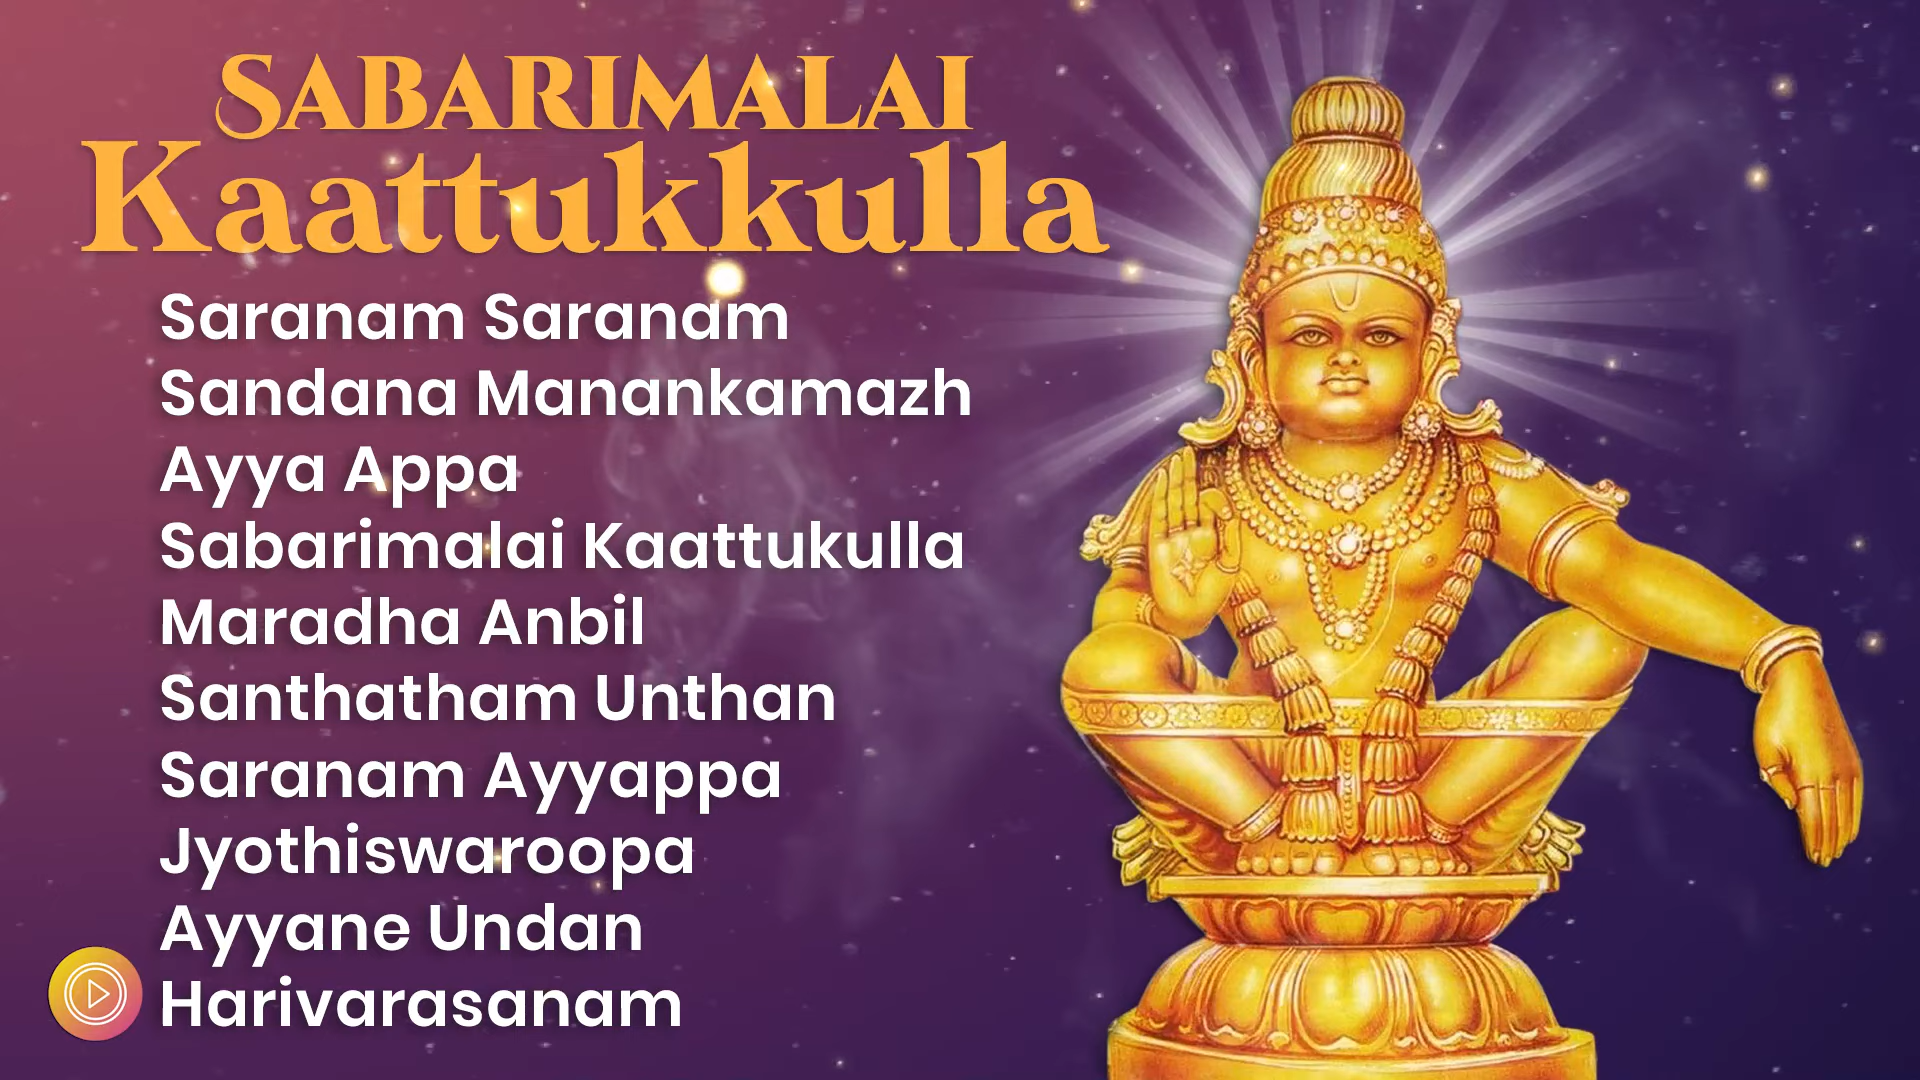 SABARIMALAI
Kaattukkulla
Saranam Saranam
Sandana Manankamazh
Ayya Appa
Sabarimalai Kaattukulla
Maradha Anbil
Santhatham Unthan
Saranam Ayyappa
Jyothiswaroopa
Ayyane Undan
Harivarasanam